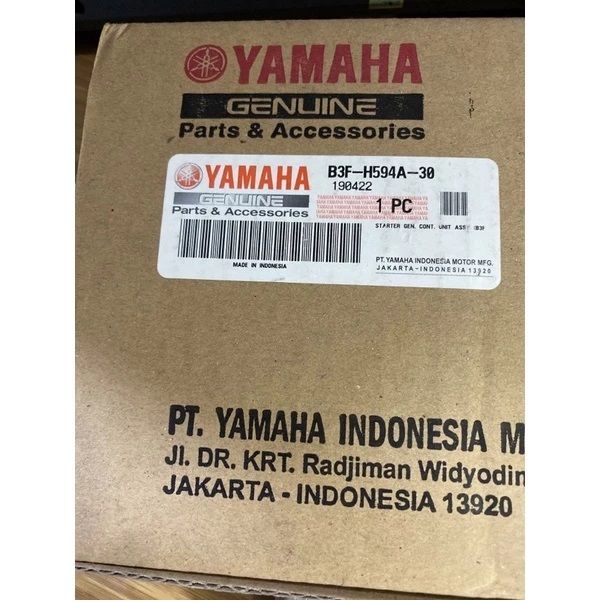 YAMAHA
GENUINE
Parts & Accessories
YAMAHA
GENUINE
Parts & Accessories
B3F-H594A-30
190422
1 PC
STARTER GEN. CONT. UNIT ASSY (B3F
MADE IN INDONESIA
PT. YAMAHA INDONESIA MOTOR MFG.
JAKARTA-INDONESIA 13920
PT. YAMAHA INDONESIA M
Jl. DR. KRT. Radjiman Widyodin
JAKARTA - INDONESIA 13920